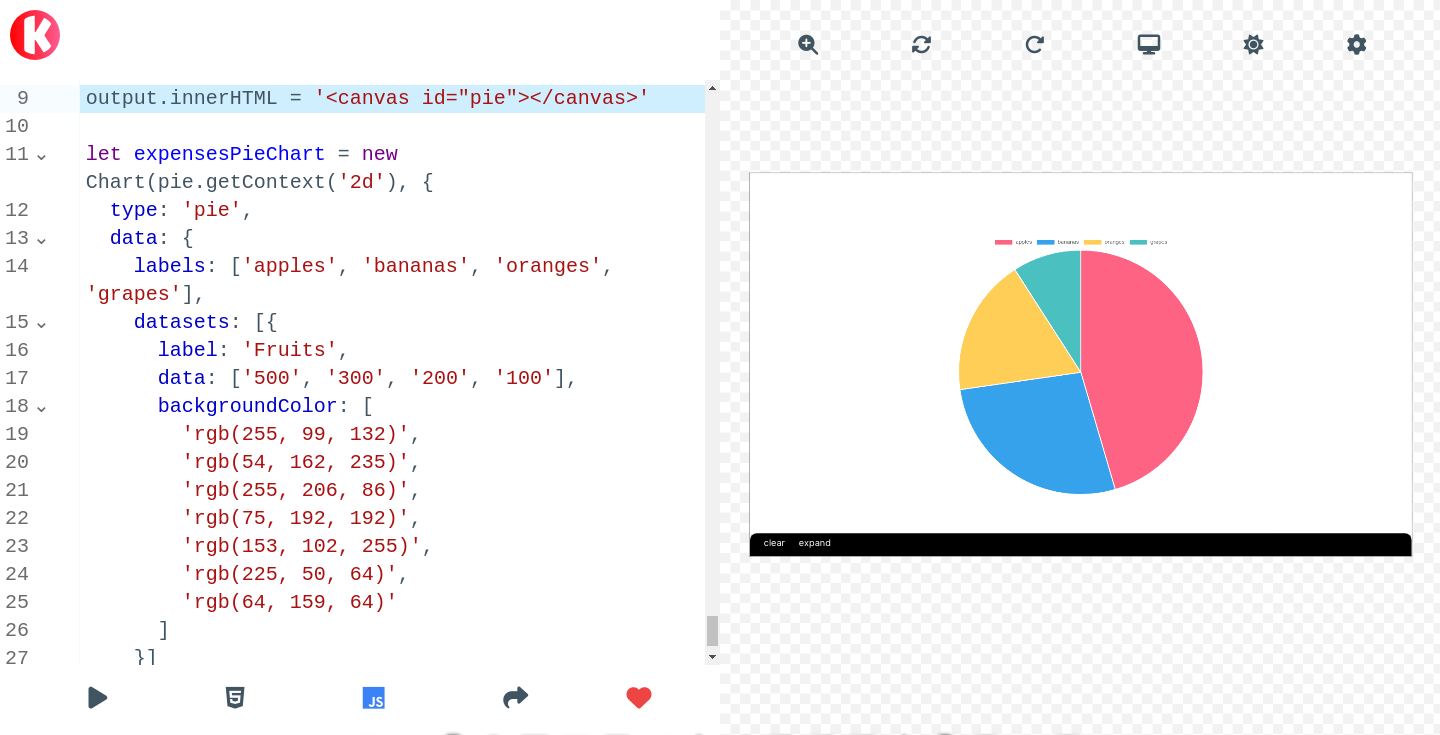 K
9 output.innerHTML = '<canvas id="pie"></canvas>'
10
11 let expensesPieChart = new
Chart(pie.getContext('2d'), {
12 type: 'pie',
13 data: {
14 labels: ['apples', 'bananas', 'oranges',
'grapes'],
15 datasets: [{
16 label: 'Fruits',
17 data: ['500', '300', '200', '100'],
18 backgroundColor: [
19 'rgb(255, 99, 132)',
20 'rgb(54, 162, 235)',
21 'rgb(255, 206, 86)',
22 'rgb(75, 192, 192)',
23 'rgb(153, 102, 255)',
24 'rgb(225, 50, 64)',
25 'rgb(64, 159, 64)'
26 ]
27 }]
5 JS
apples bananas oranges grapes
clear expand